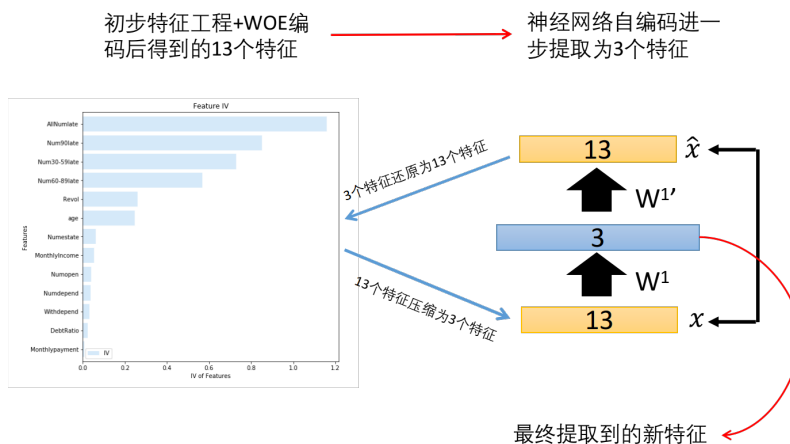 初步特征工程+WOE编
码后得到的13个特征
神经网络自编码进一
步提取为3个特征
Feature IV
AllNumlate
Num90late
Num30-59late
Num60-89late
Revol
age
Numestate
MonthlyIncome
Numopen
Numdepend
Withdepend
DebtRatio
Monthlypayment
Features
IV
0.0 0.2 0.4 0.6 0.8 1.0 1.2
IV of Features
3个特征还原为13个特征
13个特征压缩为3个特征
13 x̂
W¹'
3
W¹
13 x
最终提取到的新特征